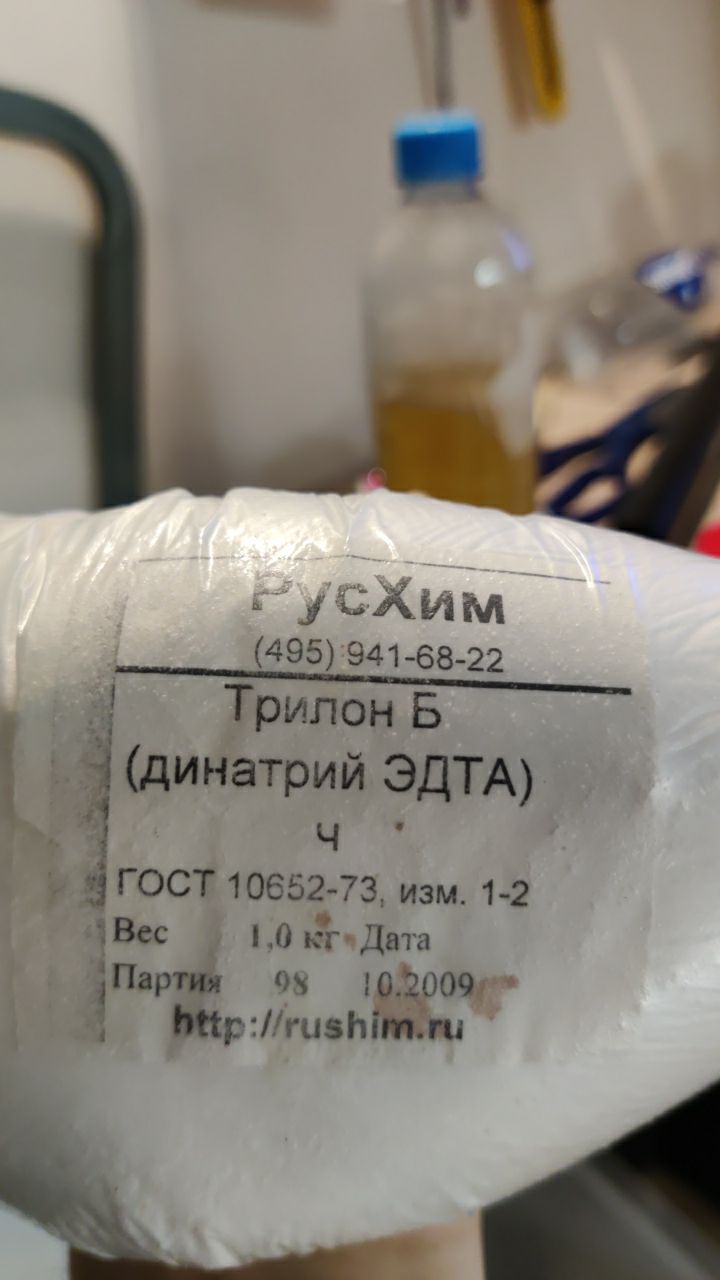 РусХим
(495) 941-68-22
Трилон Б
(динатрий ЭДТА)
Ч
ГОСТ 10652-73, изм. 1-2
Вес 1,0 кг Дата
Партия 98 10.2009
http://rushim.ru